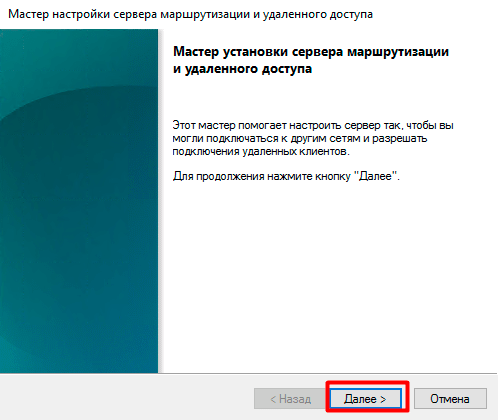 Мастер настройки сервера маршрутизации и удаленного доступа
Мастер установки сервера маршрутизации
и удаленного доступа
Этот мастер помогает настроить сервер так, чтобы вы
могли подключаться к другим сетям и разрешать
подключения удаленных клиентов.
Для продолжения нажмите кнопку "Далее".
< Назад
Далее >
Отмена